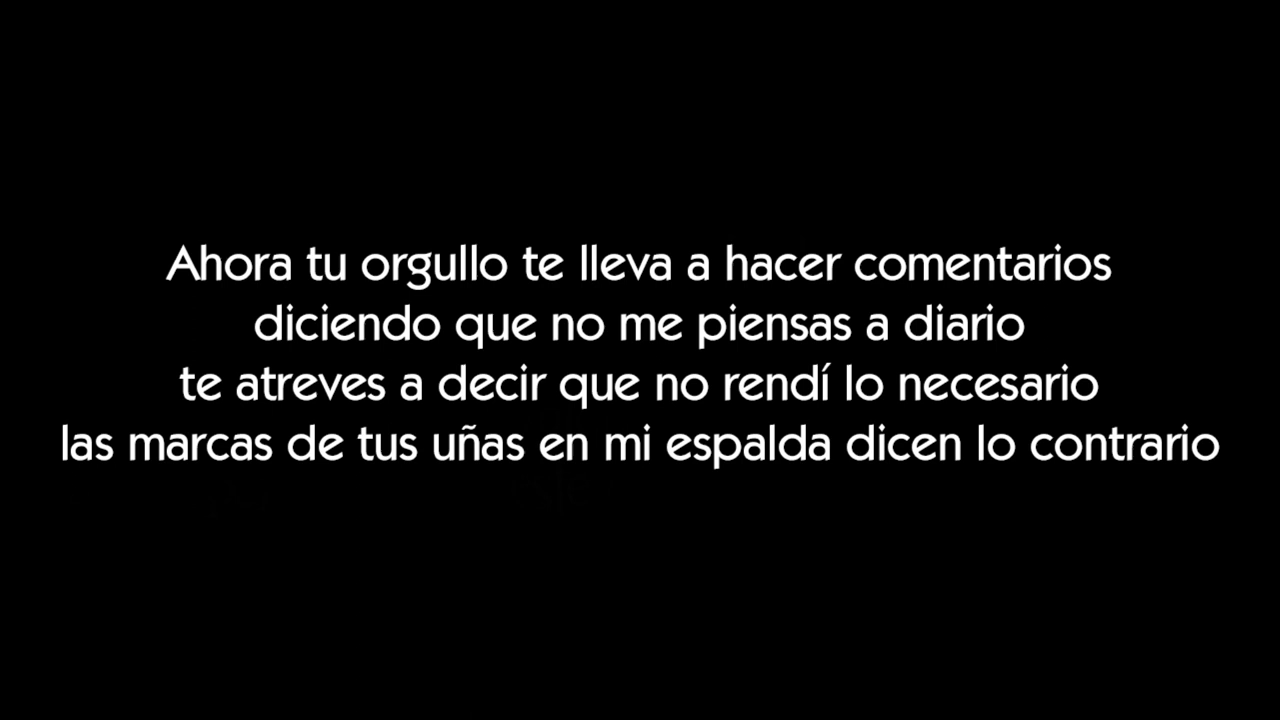 Ahora tu orgullo te lleva a hacer comentarios
diciendo que no me piensas a diario
te atreves a decir que no rendí lo necesario
las marcas de tus uñas en mi espalda dicen lo contrario